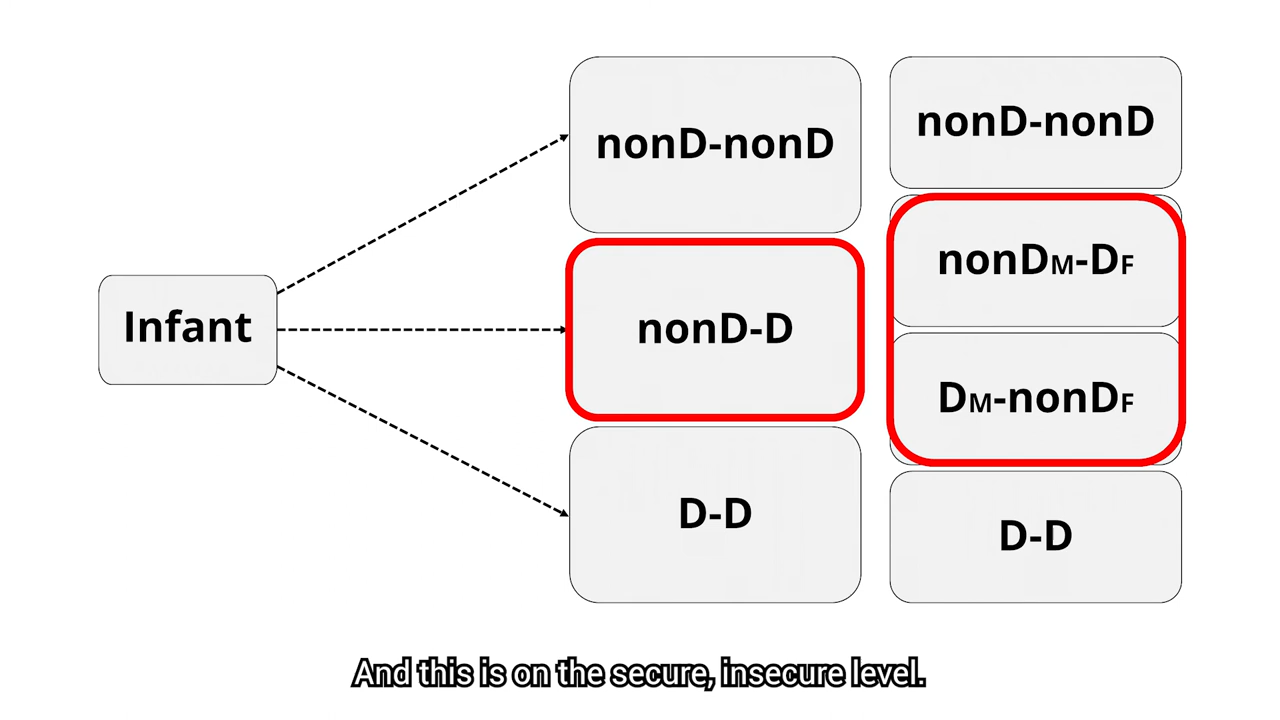 Infant
nonD-nonD
nonD-D
D-D
nonD-nonD
nonDM-DF
DM-nonDF
D-D
And this is on the secure, insecure level.